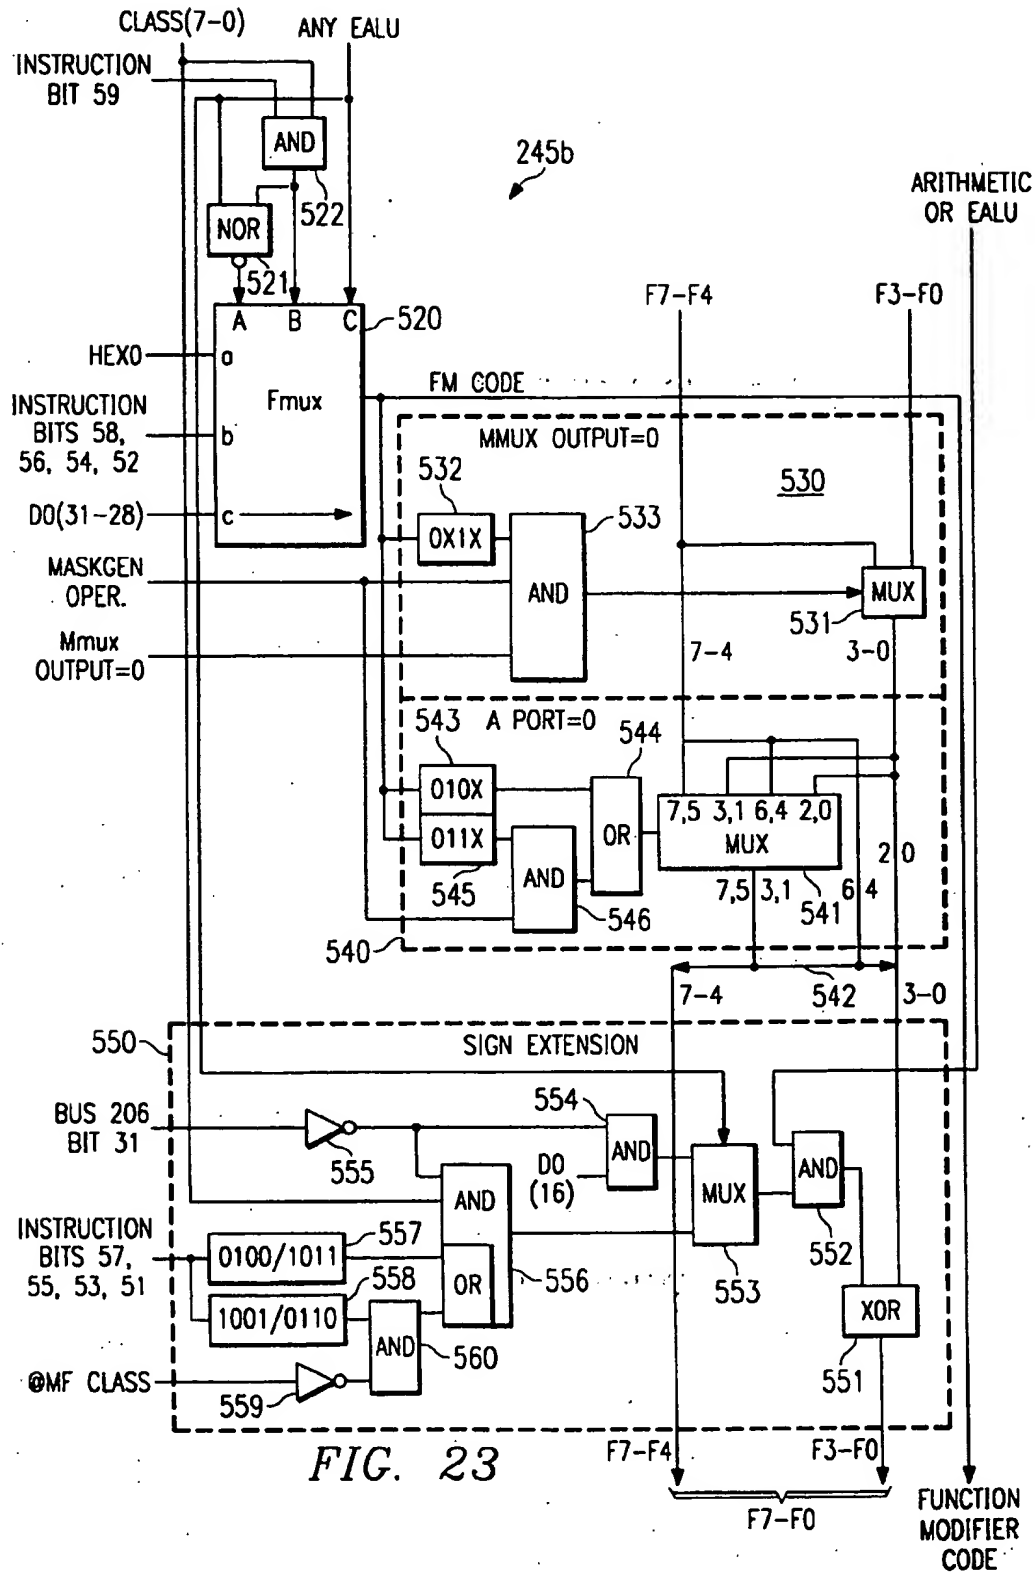 CLASS(7-0)
ANY EALU
INSTRUCTION
BIT 59
AND
522
245b
ARITHMETIC
OR EALU
NOR
521
F7-F4
F3-F0
A B C
520
HEX0
a
FM CODE
Fmux
INSTRUCTION
BITS 58,
56, 54, 52
b
MMUX OUTPUT=0
532
530
D0(31-28)
c
0X1X
533
MASKGEN
OPER.
AND
MUX
531
Mmux
OUTPUT=0
7-4
3-0
543
A PORT=0
544
010X
7,5 3,1 6,4 2,0
011X
OR
MUX
2 0
545
AND
7,5 3,1
6 4
541
546
540
7-4
542
3-0
550
SIGN EXTENSION
554
BUS 206
BIT 31
555
AND
D0
(16)
AND
MUX
AND
INSTRUCTION
BITS 57,
55, 53, 51
0100/1011
557
552
OR
556
553
1001/0110
558
XOR
AND
560
@MF CLASS
559
551
FIG. 23
F7-F4
F3-F0
F7-F0
FUNCTION
MODIFIER
CODE